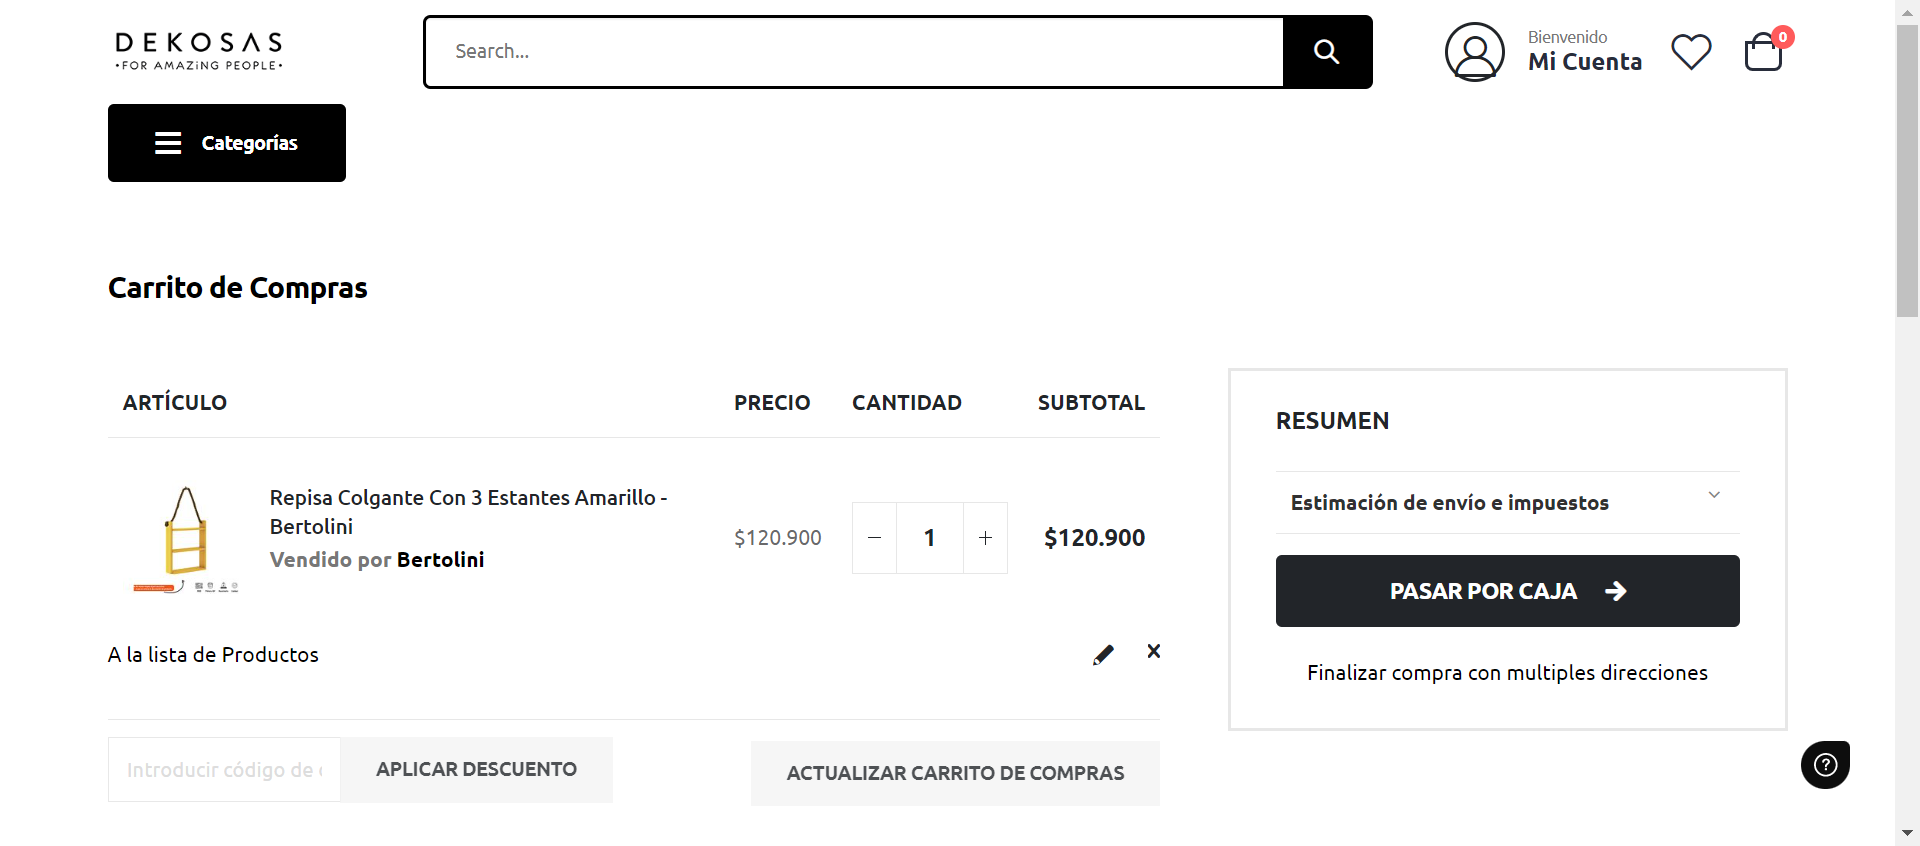 DEKOSAS
•FOR AMAZiNG PEOPLE•
Search...
Bienvenido
Mi Cuenta
0
Categorías
Carrito de Compras
ARTÍCULO PRECIO CANTIDAD SUBTOTAL
Repisa Colgante Con 3 Estantes Amarillo -
Bertolini
Vendido por Bertolini
$120.900 1 $120.900
A la lista de Productos
Introducir código de
APLICAR DESCUENTO
ACTUALIZAR CARRITO DE COMPRAS
RESUMEN
Estimación de envío e impuestos
PASAR POR CAJA
Finalizar compra con multiples direcciones